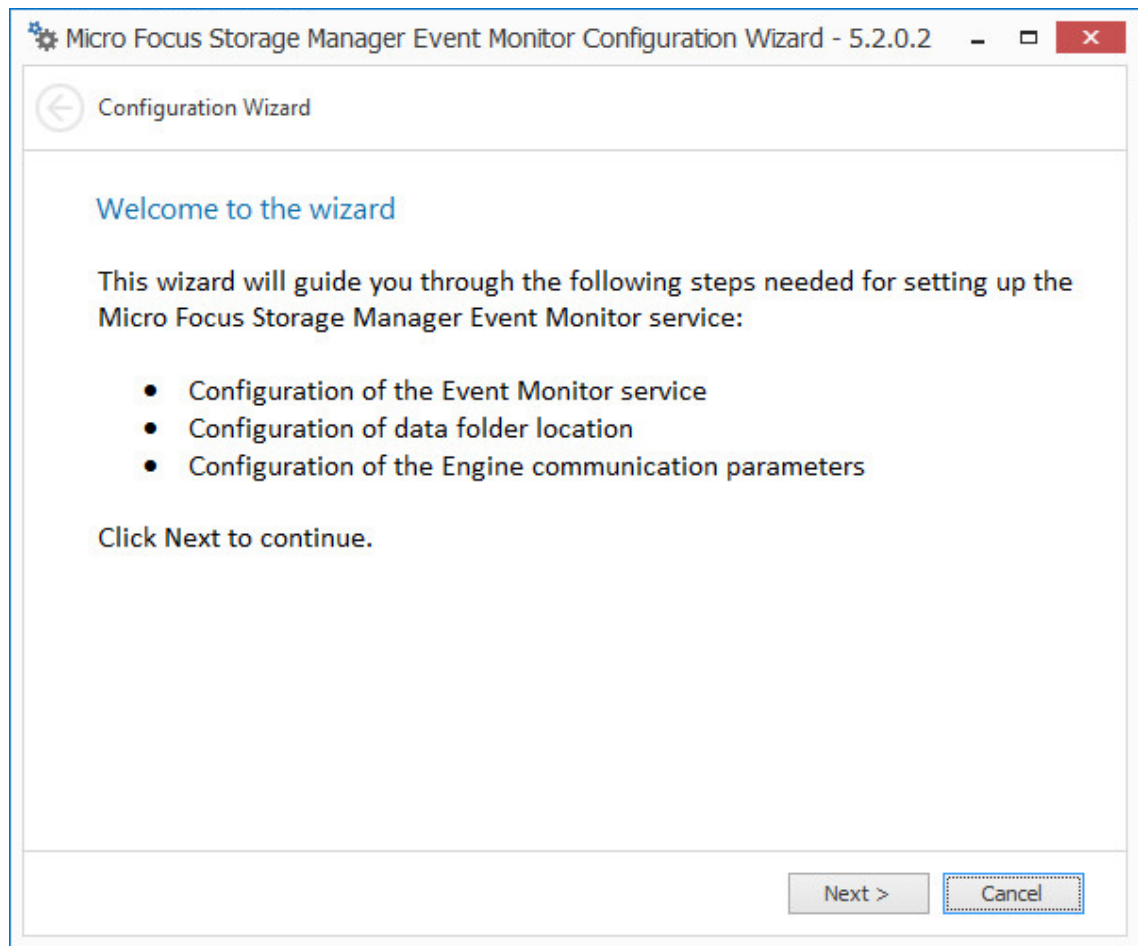 Micro Focus Storage Manager Event Monitor Configuration Wizard - 5.2.0.2
Configuration Wizard
Welcome to the wizard
This wizard will guide you through the following steps needed for setting up the
Micro Focus Storage Manager Event Monitor service:
• Configuration of the Event Monitor service
• Configuration of data folder location
• Configuration of the Engine communication parameters
Click Next to continue.
Next >
Cancel